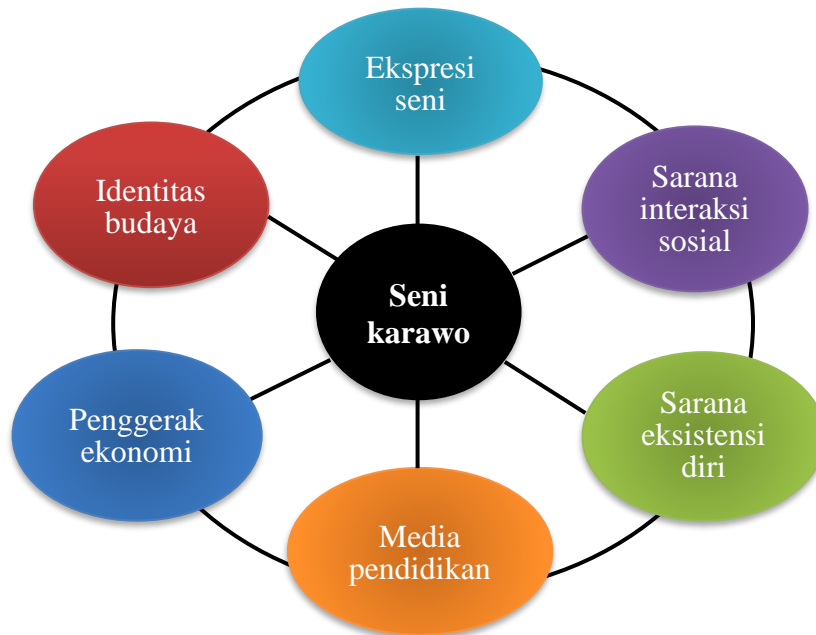 Ekspresi
seni
Sarana
interaksi
sosial
Sarana
eksistensi
diri
Media
pendidikan
Penggerak
ekonomi
Identitas
budaya
Seni
karawo